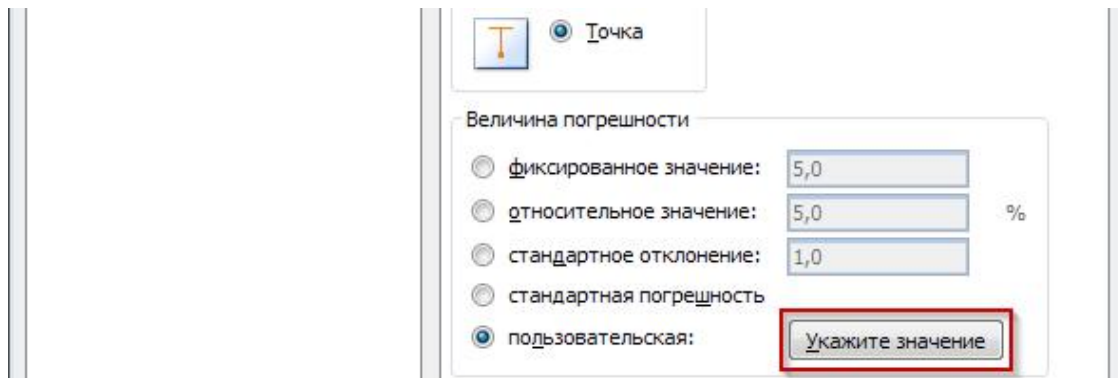 Точка
Величина погрешности
фиксированное значение: 5,0
относительное значение: 5,0 %
стандартное отклонение: 1,0
стандартная погрешность
пользовательская: Укажите значение